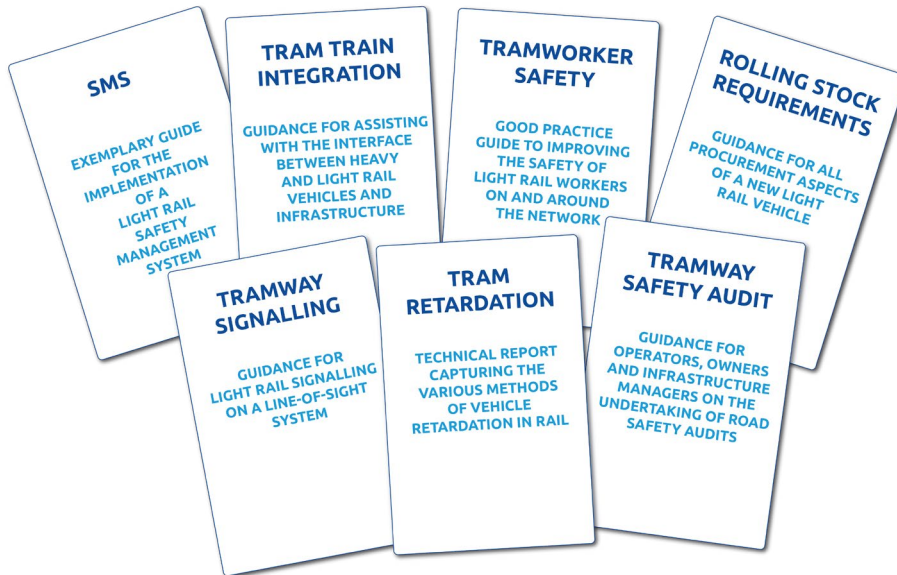 SMS
EXEMPLARY GUIDE
FOR THE
IMPLEMENTATION
OF A
LIGHT RAIL
SAFETY
MANAGEMENT
SYSTEM
TRAM TRAIN
INTEGRATION
GUIDANCE FOR ASSISTING
WITH THE INTERFACE
BETWEEN HEAVY
AND LIGHT RAIL
VEHICLES AND
INFRASTRUCTURE
TRAMWORKER
SAFETY
GOOD PRACTICE
GUIDE TO IMPROVING
THE SAFETY OF
LIGHT RAIL WORKERS
ON AND AROUND
THE NETWORK
ROLLING STOCK
REQUIREMENTS
GUIDANCE FOR ALL
PROCUREMENT ASPECTS
OF A NEW LIGHT
RAIL VEHICLE
TRAMWAY
SIGNALLING
GUIDANCE FOR
LIGHT RAIL SIGNALLING
ON A LINE-OF-SIGHT
SYSTEM
TRAM
RETARDATION
TECHNICAL REPORT
CAPTURING THE
VARIOUS METHODS
OF VEHICLE
RETARDATION IN RAIL
TRAMWAY
SAFETY AUDIT
GUIDANCE FOR
OPERATORS, OWNERS
AND INFRASTRUCTURE
MANAGERS ON THE
UNDERTAKING OF ROAD
SAFETY AUDITS